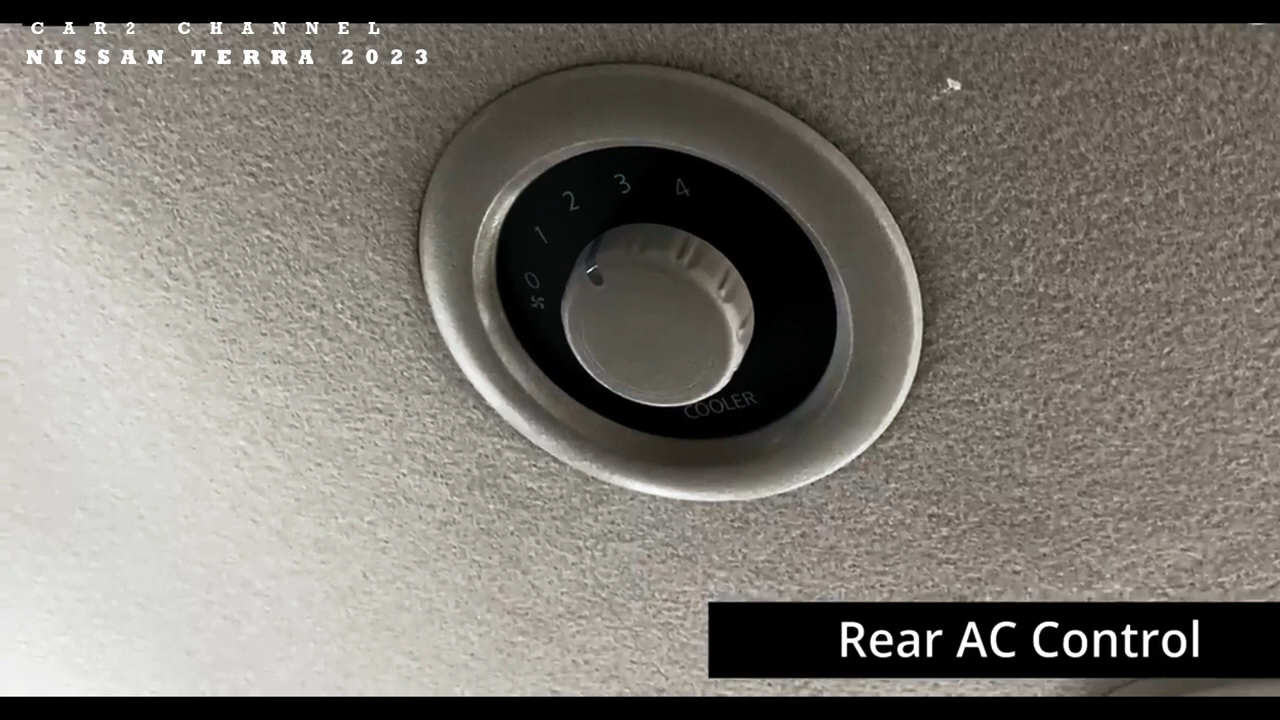 CAR2 CHANNEL
NISSAN TERRA 2023
4
3
2
1
0
COOLER
Rear AC Control